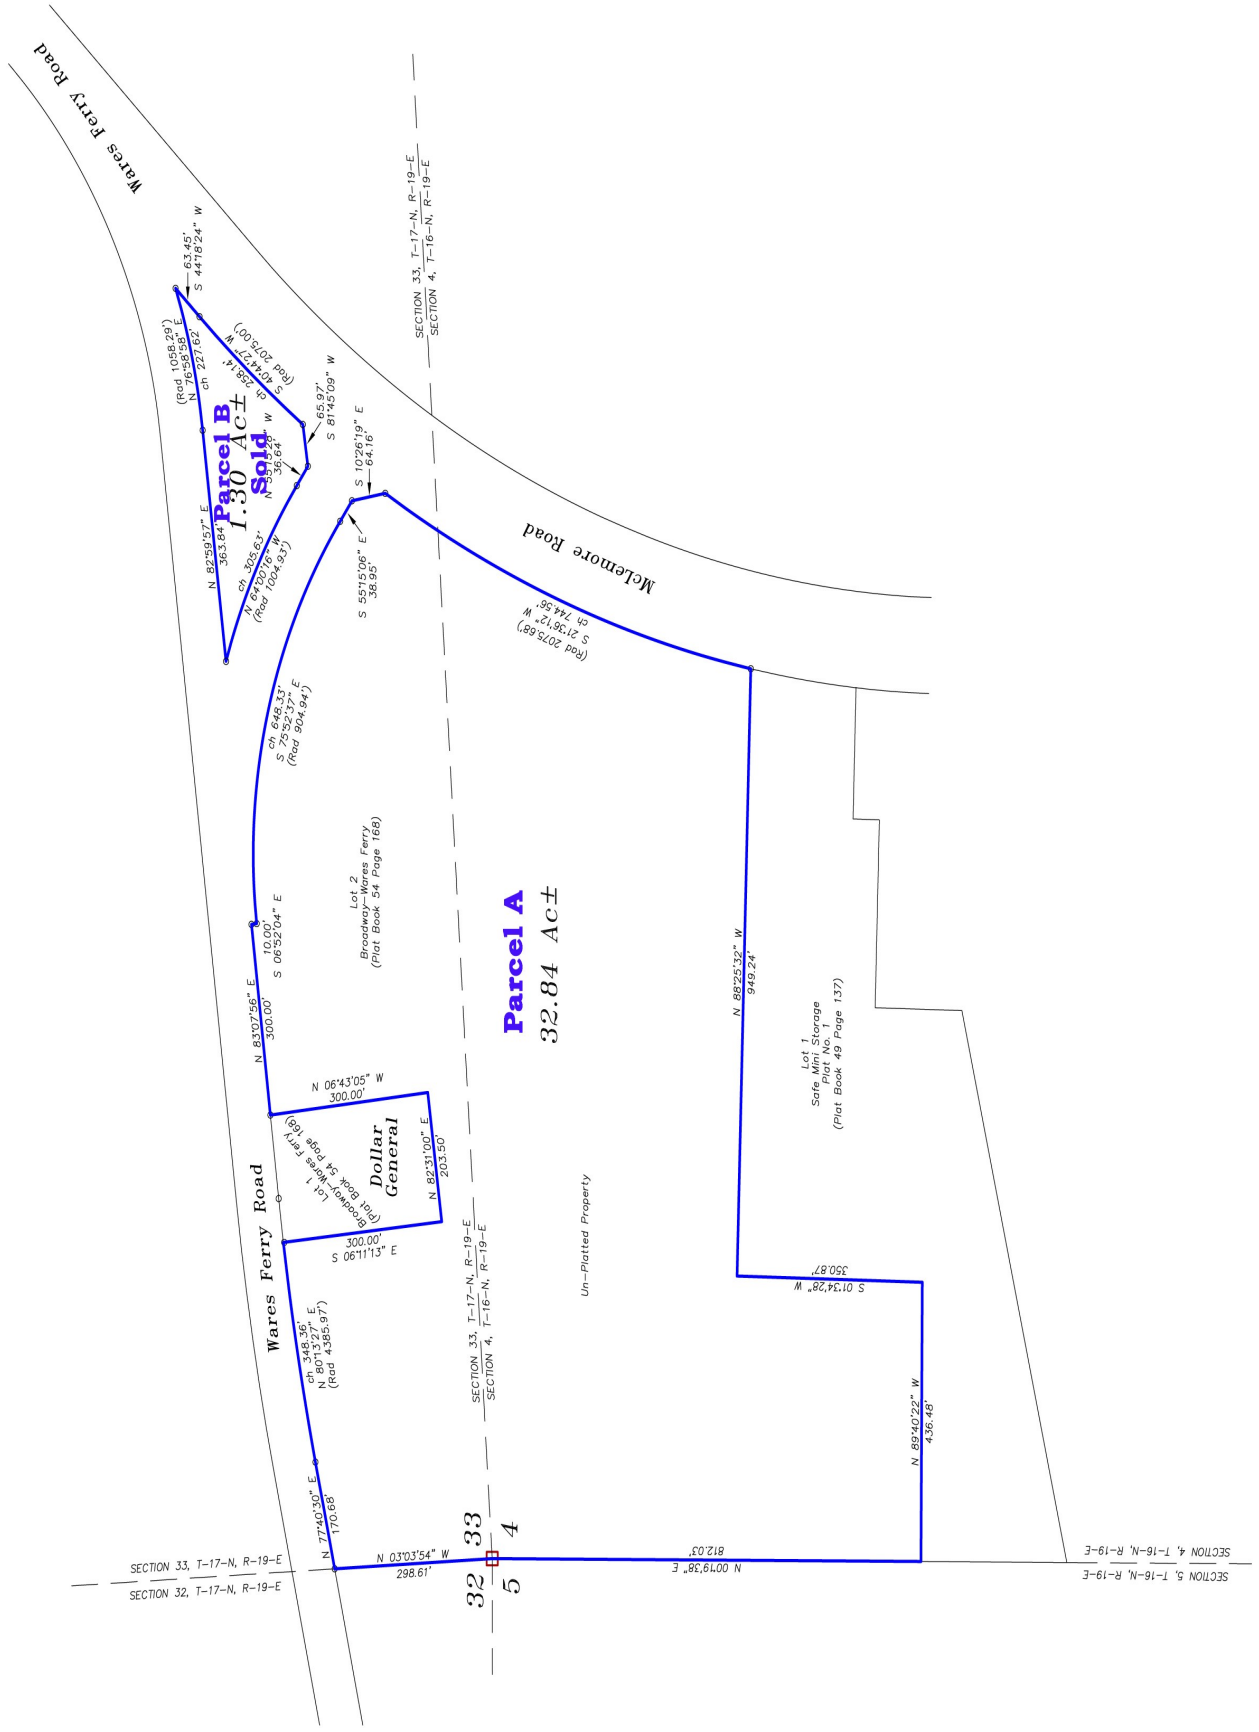 Wares Ferry Road
63.45'
S 44°18'24" W
(Rad 1058.29')
N 76°58'58" E
ch 227.62'
ch 258.14'
S 40°44'27" W
(Rad 2075.00')
65.97'
S 81°45'09" W
N 55°15'28" W
36.64'
Parcel B
1.30 Ac±
Sold
N 82°59'57" E
363.84'
ch 305.63'
N 64°00'16" W
(Rad 1004.93')
SECTION 33, T-17-N, R-19-E
SECTION 4, T-16-N, R-19-E
S 10°26'19" E
64.16'
S 55°15'06" E
38.95'
McLemore Road
ch 744.56'
S 21°36'12" W
(Rad 2075.68')
ch 648.33'
S 75°52'37" E
(Rad 904.94')
Lot 2
Broadway-Wares Ferry
(Plat Book 54 Page 168)
10.00'
S 06°52'04" E
N 83°07'56" E
300.00'
Parcel A
32.84 Ac±
N 88°25'32" W
949.24'
Lot 1
Safe Mini Storage
Plat No. 1
(Plat Book 49 Page 137)
N 06°43'05" W
300.00'
Lot 1
Broadway-Wares Ferry
(Plat Book 54 Page 168)
Dollar
General
N 82°31'00" E
203.50'
300.00'
S 06°11'13" E
Wares Ferry Road
ch 348.36'
N 80°13'27" E
(Rad 4385.97')
SECTION 33, T-17-N, R-19-E
SECTION 4, T-16-N, R-19-E
Un-Platted Property
350.87'
S 01°34'28" W
N 89°40'22" W
436.48'
N 77°40'30" E
170.68'
N 03°03'54" W
298.61'
33
4
32
5
812.03'
N 00°19'38" E
SECTION 33, T-17-N, R-19-E
SECTION 32, T-17-N, R-19-E
SECTION 4, T-16-N, R-19-E
SECTION 5, T-16-N, R-19-E